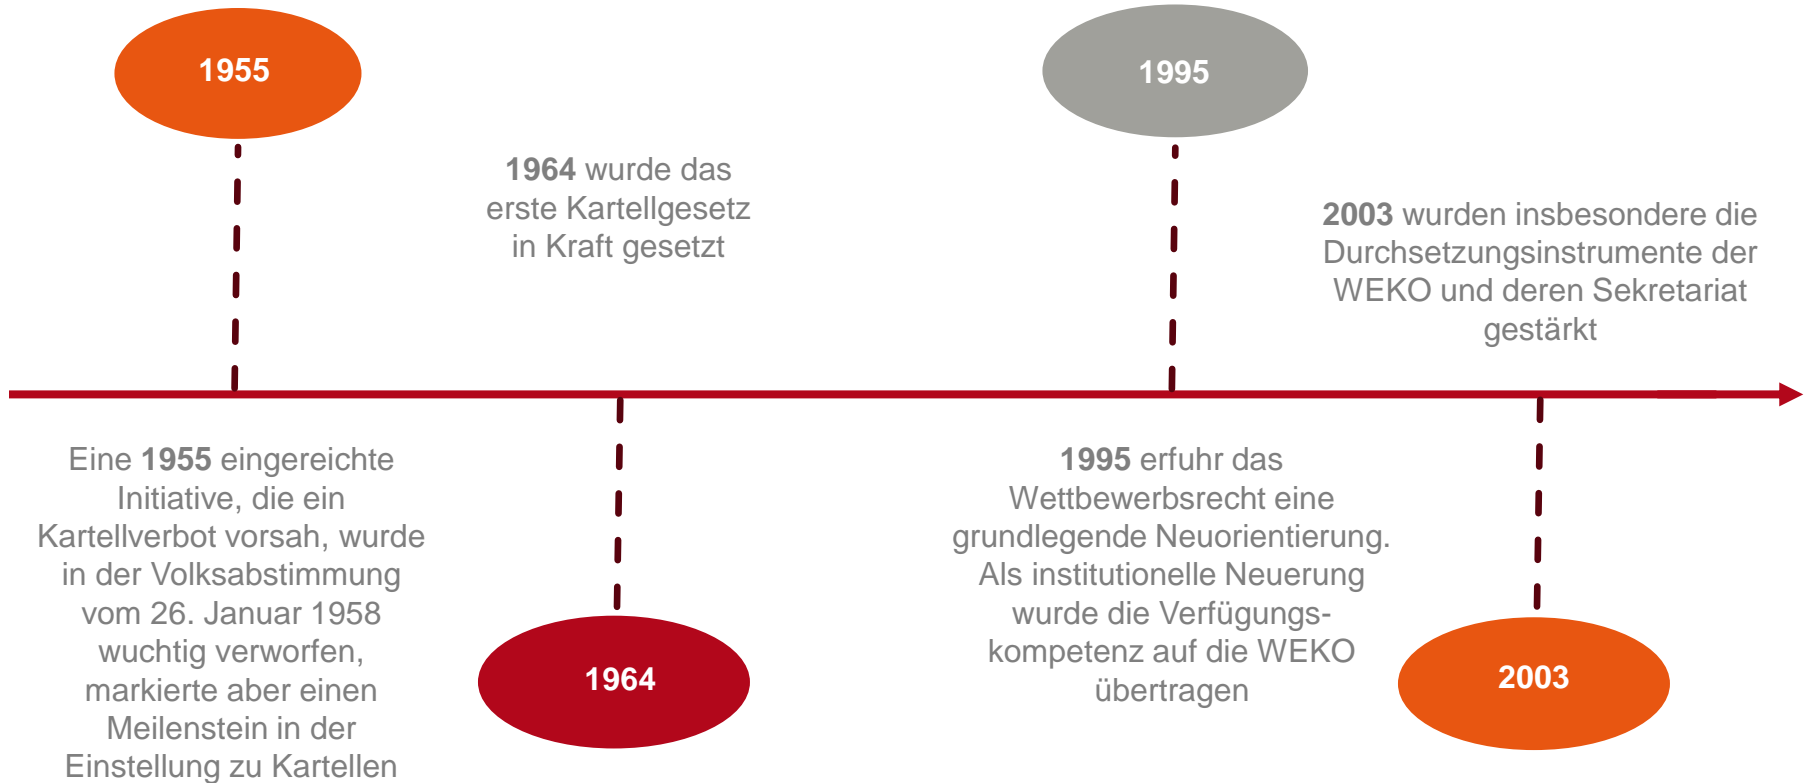 1955
Eine 1955 eingereichte
Initiative, die ein
Kartellverbot vorsah, wurde
in der Volksabstimmung
vom 26. Januar 1958
wuchtig verworfen,
markierte aber einen
Meilenstein in der
Einstellung zu Kartellen
1964 wurde das
erste Kartellgesetz
in Kraft gesetzt
1964
1995
1995 erfuhr das
Wettbewerbsrecht eine
grundlegende Neuorientierung.
Als institutionelle Neuerung
wurde die Verfügungs-
kompetenz auf die WEKO
übertragen
2003 wurden insbesondere die
Durchsetzungsinstrumente der
WEKO und deren Sekretariat
gestärkt
2003